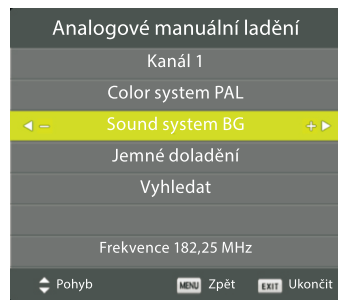 Analogové manuální ladění
Kanál 1
Color system PAL
− Sound system BG +
Jemné doladění
Vyhledat
Frekvence 182,25 MHz
Pohyb MENU Zpět EXIT Ukončit